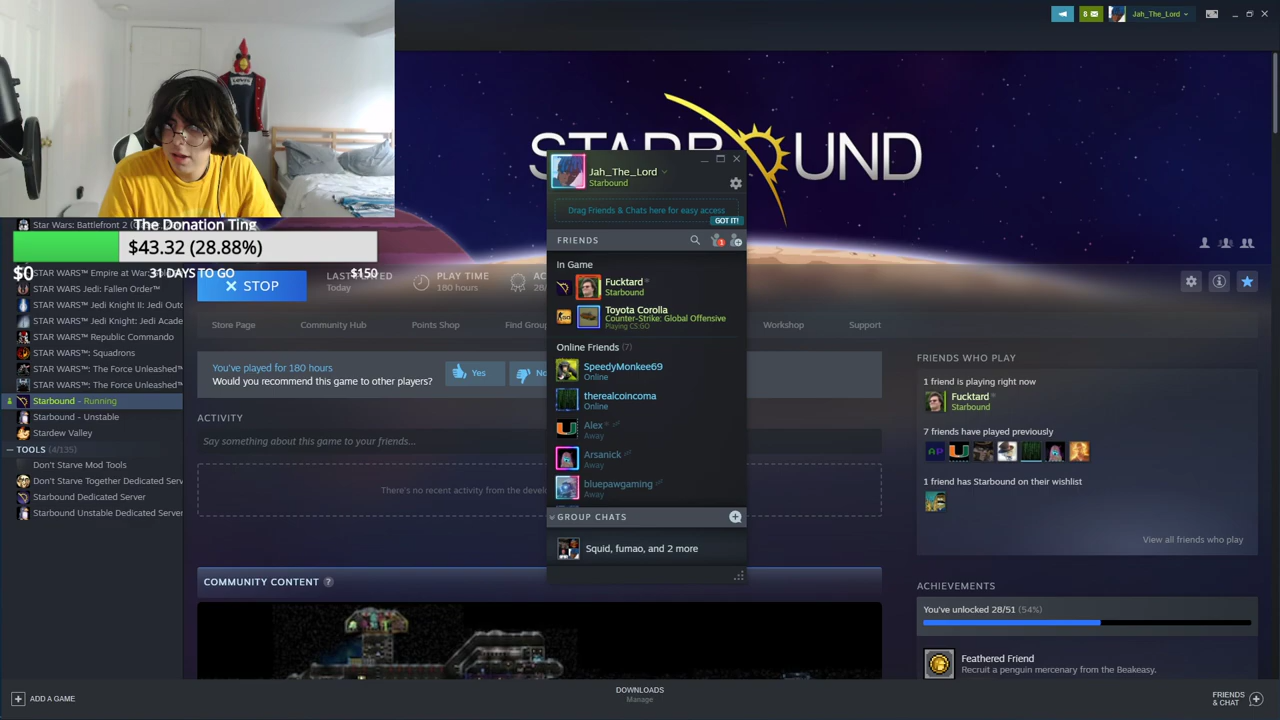 8
Jah_The_Lord
STARBOUND
Star Wars: Battlefront 2
The Donation Ting
$43.32 (28.88%)
$0
31 DAYS TO GO
$150
STAR WARS™ Empire at War
STAR WARS Jedi: Fallen Order™
STAR WARS™ Jedi Knight II: Jedi Outc
STAR WARS™ Jedi Knight: Jedi Acade
STAR WARS™ Republic Commando
STAR WARS™: Squadrons
STAR WARS™: The Force Unleashed™
STAR WARS™: The Force Unleashed™
Starbound - Running
Starbound - Unstable
Stardew Valley
TOOLS (4/135)
Don't Starve Mod Tools
Don't Starve Together Dedicated Serv
Starbound Dedicated Server
Starbound Unstable Dedicated Server
STOP
Today
PLAY TIME
180 hours
Store Page
Community Hub
Points Shop
Find Group
Workshop
Support
You've played for 180 hours
Would you recommend this game to other players?
Yes
No
ACTIVITY
Say something about this game to your friends...
There's no recent activity from the
COMMUNITY CONTENT ?
Jah_The_Lord
Starbound
Drag Friends & Chats here for easy access
GOT IT!
FRIENDS
1
In Game
Fucktard
Starbound
Toyota Corolla
Counter-Strike: Global Offensive
Playing CS:GO
Online Friends (7)
SpeedyMonkee69
Online
therealcoincoma
Online
Alex
Away
Arsanick
Away
bluepawgaming
Away
GROUP CHATS
Squid, fumao, and 2 more
FRIENDS WHO PLAY
1 friend is playing right now
Fucktard
Starbound
7 friends have played previously
1 friend has Starbound on their wishlist
View all friends who play
ACHIEVEMENTS
You've unlocked 28/51 (54%)
Feathered Friend
Recruit a penguin mercenary from the Beakeasy.
ADD A GAME
DOWNLOADS
Manage
FRIENDS
& CHAT